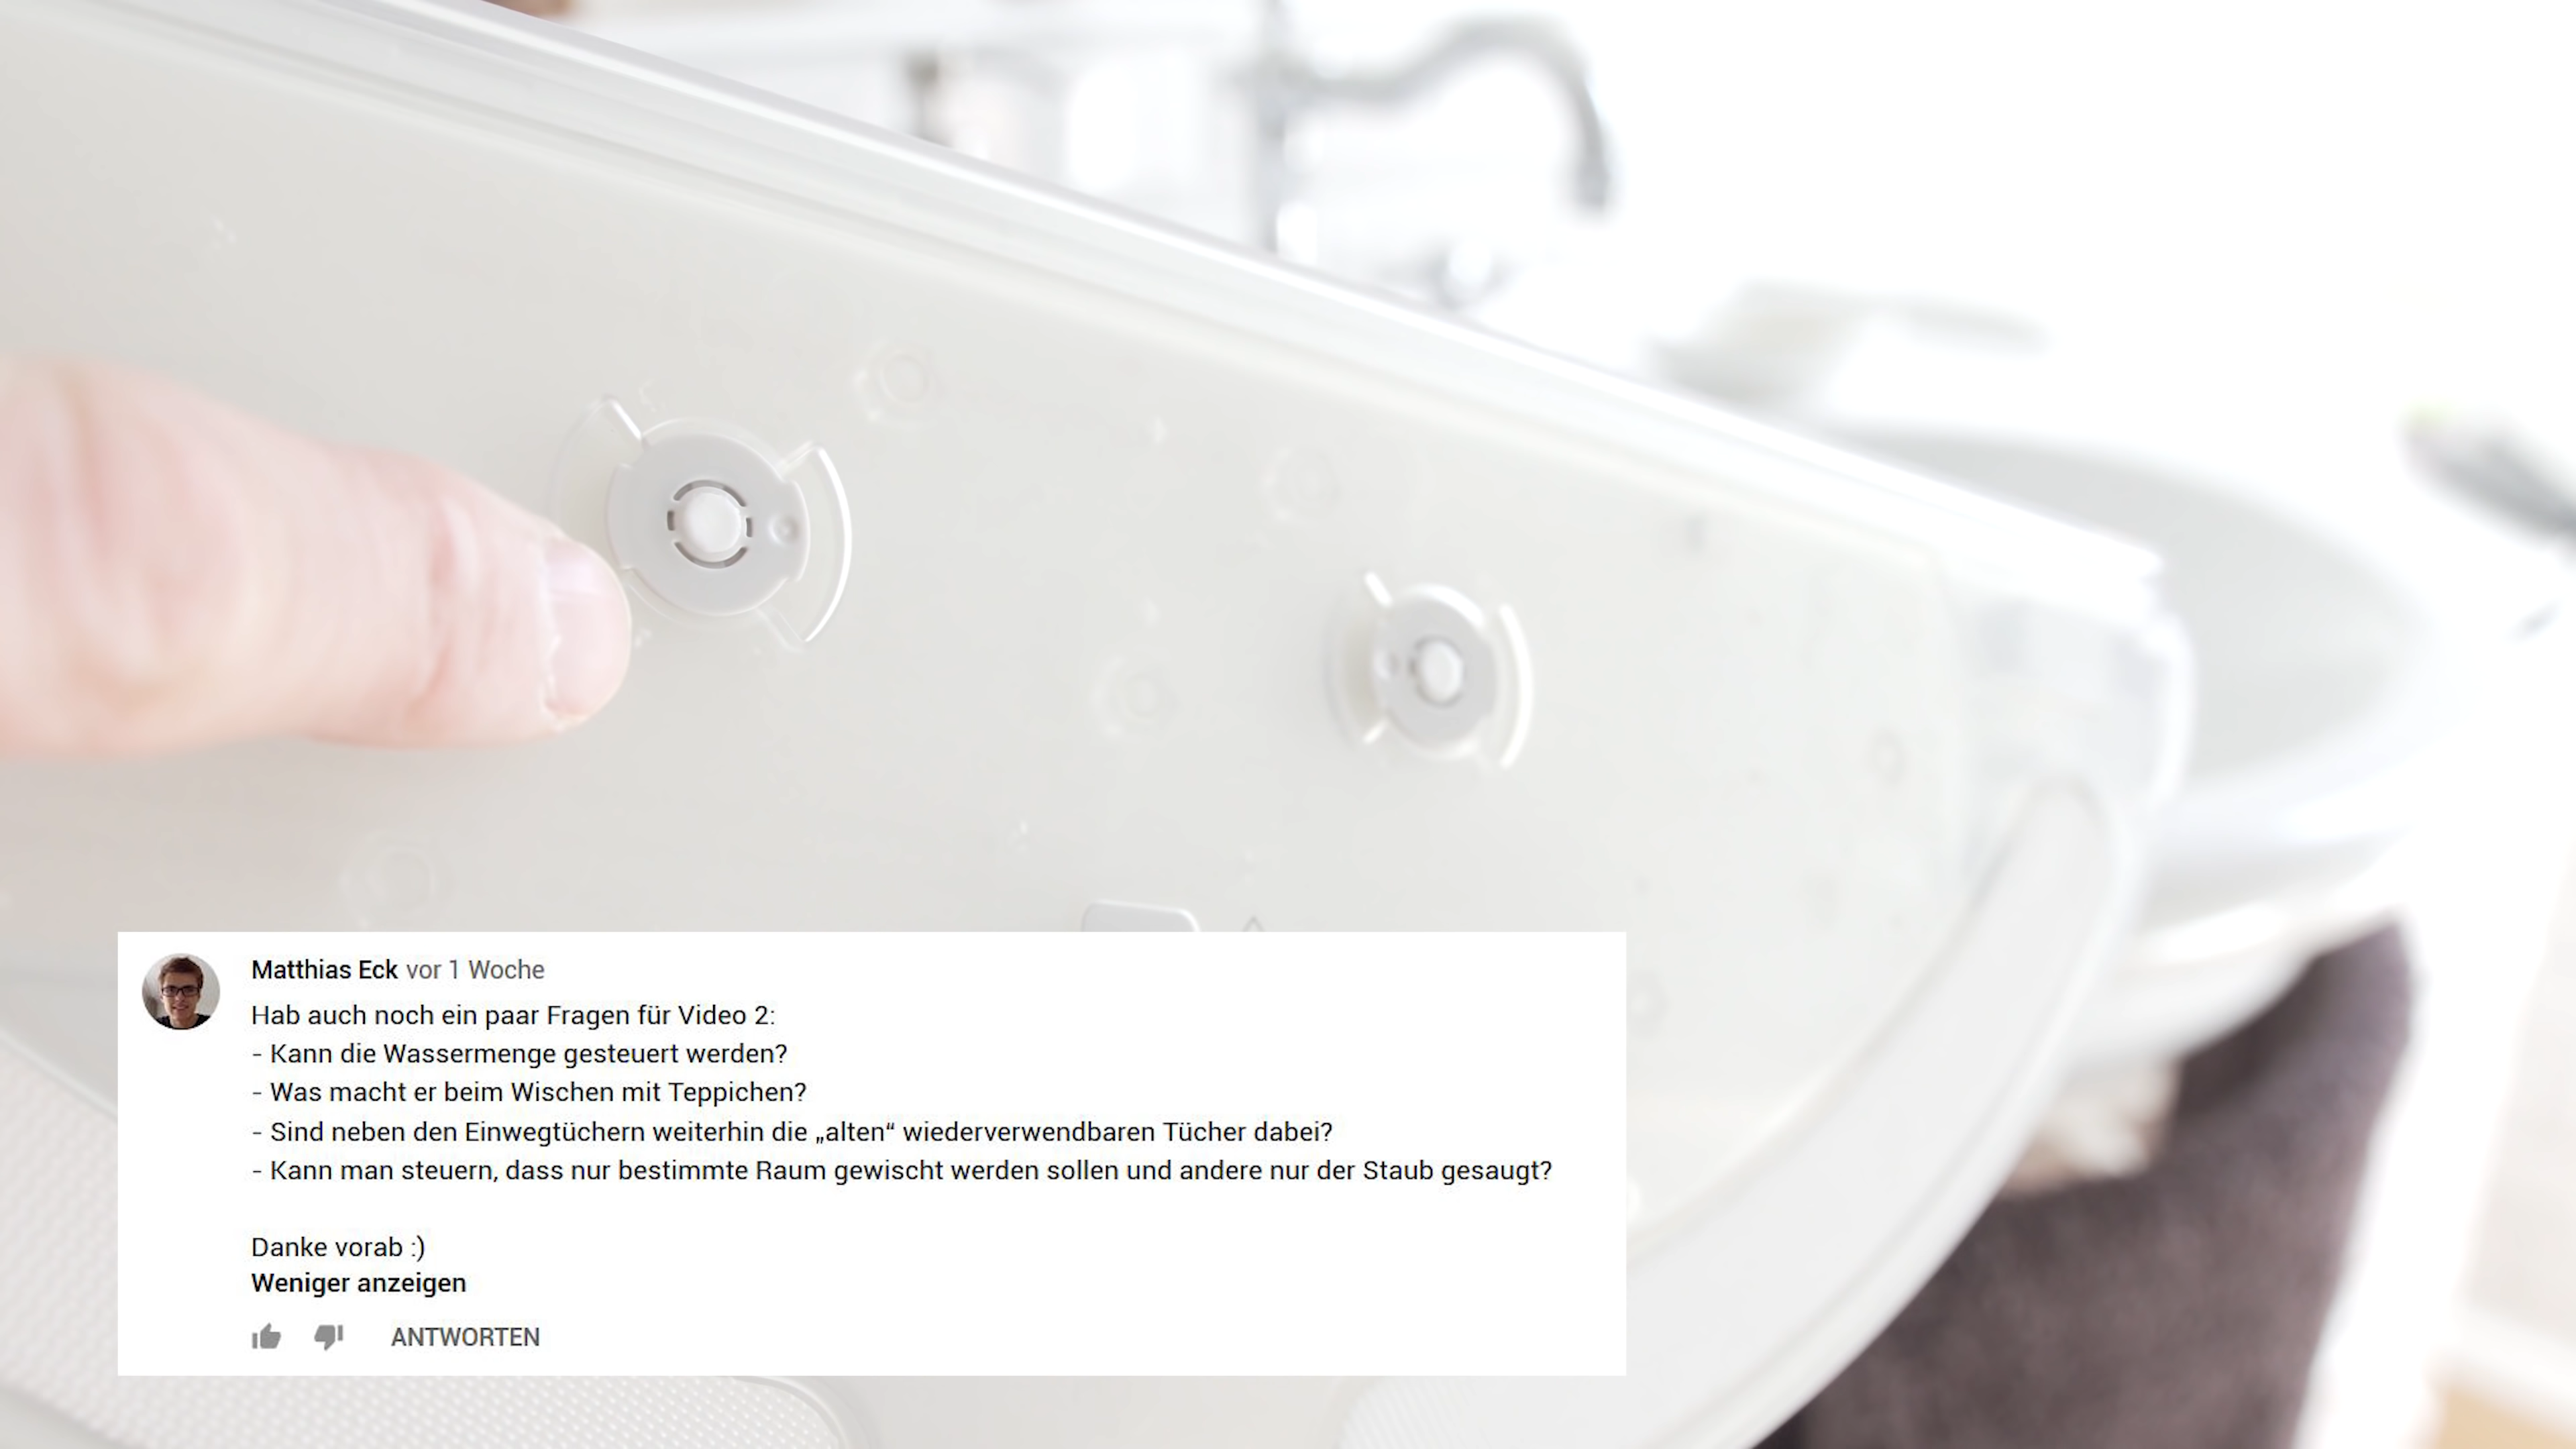 Matthias Eck vor 1 Woche
Hab auch noch ein paar Fragen für Video 2:
- Kann die Wassermenge gesteuert werden?
- Was macht er beim Wischen mit Teppichen?
- Sind neben den Einwegtüchern weiterhin die „alten“ wiederverwendbaren Tücher dabei?
- Kann man steuern, dass nur bestimmte Raum gewischt werden sollen und andere nur der Staub gesaugt?
Danke vorab :)
Weniger anzeigen
ANTWORTEN